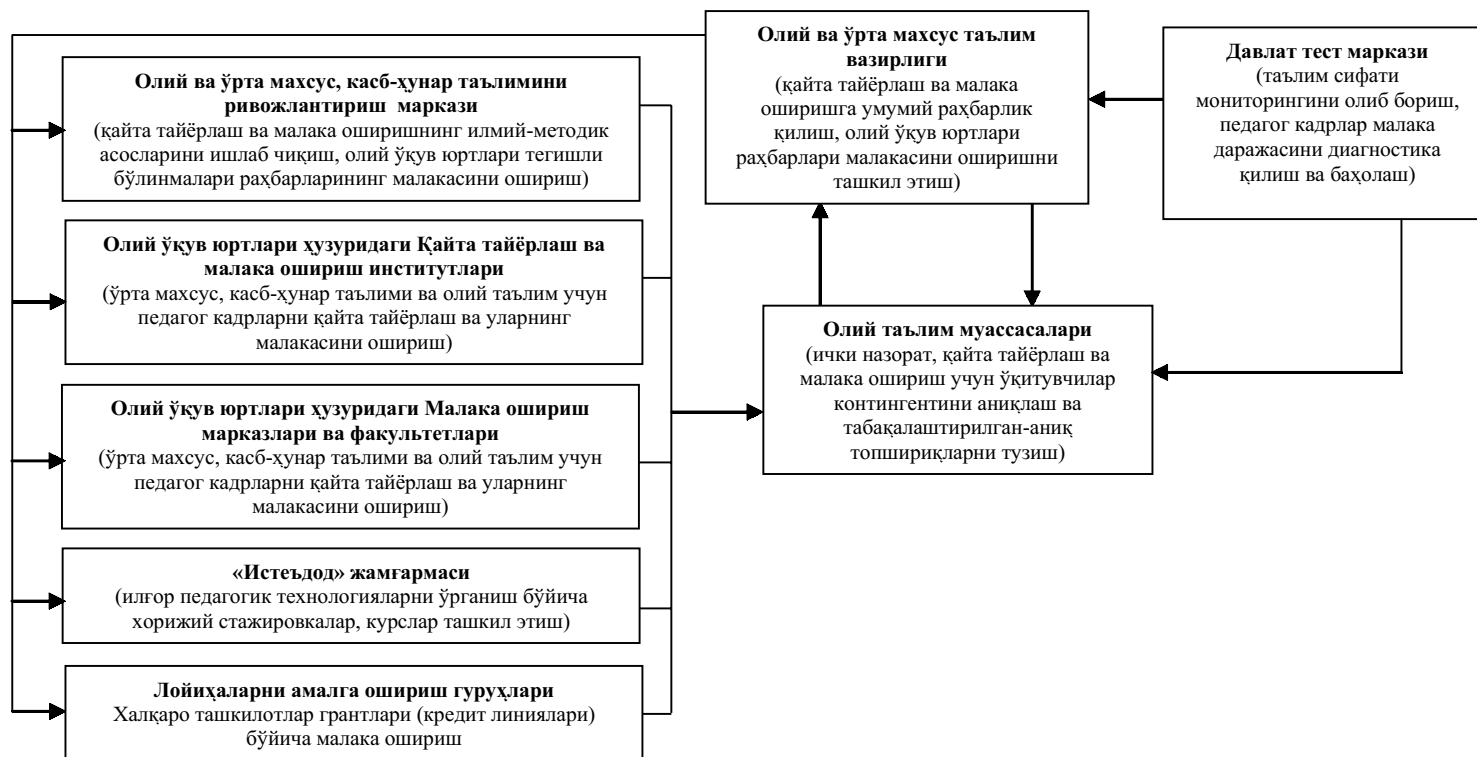 Олий ва ўрта махсус таълим
вазирлиги
(қайта тайёрлаш ва малака
оширишга умумий раҳбарлик
қилиш, олий ўқув юртлари
раҳбарлари малакасини оширишни
ташкил этиш)
Давлат тест маркази
(таълим сифати
мониторингини олиб бориш,
педагог кадрлар малака
даражасини диагностика
қилиш ва баҳолаш)
Олий ва ўрта махсус, касб-ҳунар таълимини
ривожлантириш маркази
(қайта тайёрлаш ва малака оширишнинг илмий-методик
асосларини ишлаб чиқиш, олий ўқув юртлари тегишли
бўлинмалари раҳбарларининг малакасини ошириш)
Олий ўқув юртлари ҳузуридаги Қайта тайёрлаш ва
малака ошириш институтлари
(ўрта махсус, касб-ҳунар таълими ва олий таълим учун
педагог кадрларни қайта тайёрлаш ва уларнинг
малакасини ошириш)
Олий таълим муассасалари
(ички назорат, қайта тайёрлаш ва
малака ошириш учун ўқитувчилар
контингентини аниқлаш ва
табақалаштирилган-аниқ
топшириқларни тузиш)
Олий ўқув юртлари ҳузуридаги Малака ошириш
марказлари ва факультетлари
(ўрта махсус, касб-ҳунар таълими ва олий таълим учун
педагог кадрларни қайта тайёрлаш ва уларнинг
малакасини ошириш)
«Истеъдод» жамғармаси
(илғор педагогик технологияларни ўрганиш бўйича
хорижий стажировкалар, курслар ташкил этиш)
Лойиҳаларни амалга ошириш гуруҳлари
Халқаро ташкилотлар грантлари (кредит линиялари)
бўйича малака ошириш